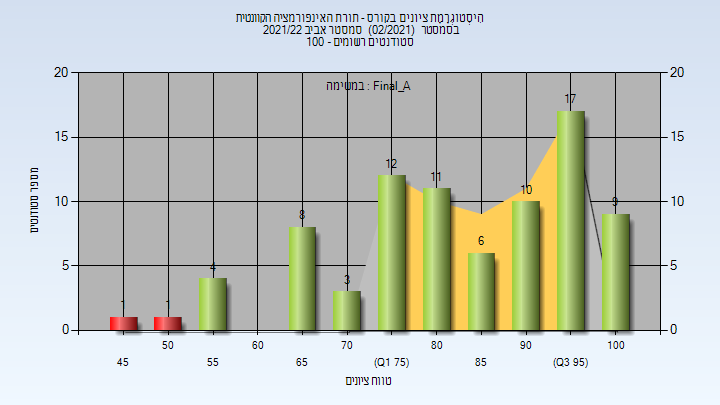 היסטוגרמת ציונים בקורס - תורת האינפורמציה הקוונטית
בסמסטר (02/2021) סמסטר אביב 2021/22
סטודנטים רשומים - 100
במשימה : Final_A
20 20
15 15
10 10
5 5
0 0
1 1 4 8 3 12 11 6 10 17 9
מספר סטודנטים
50 60 70 80 90 100
45 55 65 (Q1 75) 85 (Q3 95)
טווח ציונים